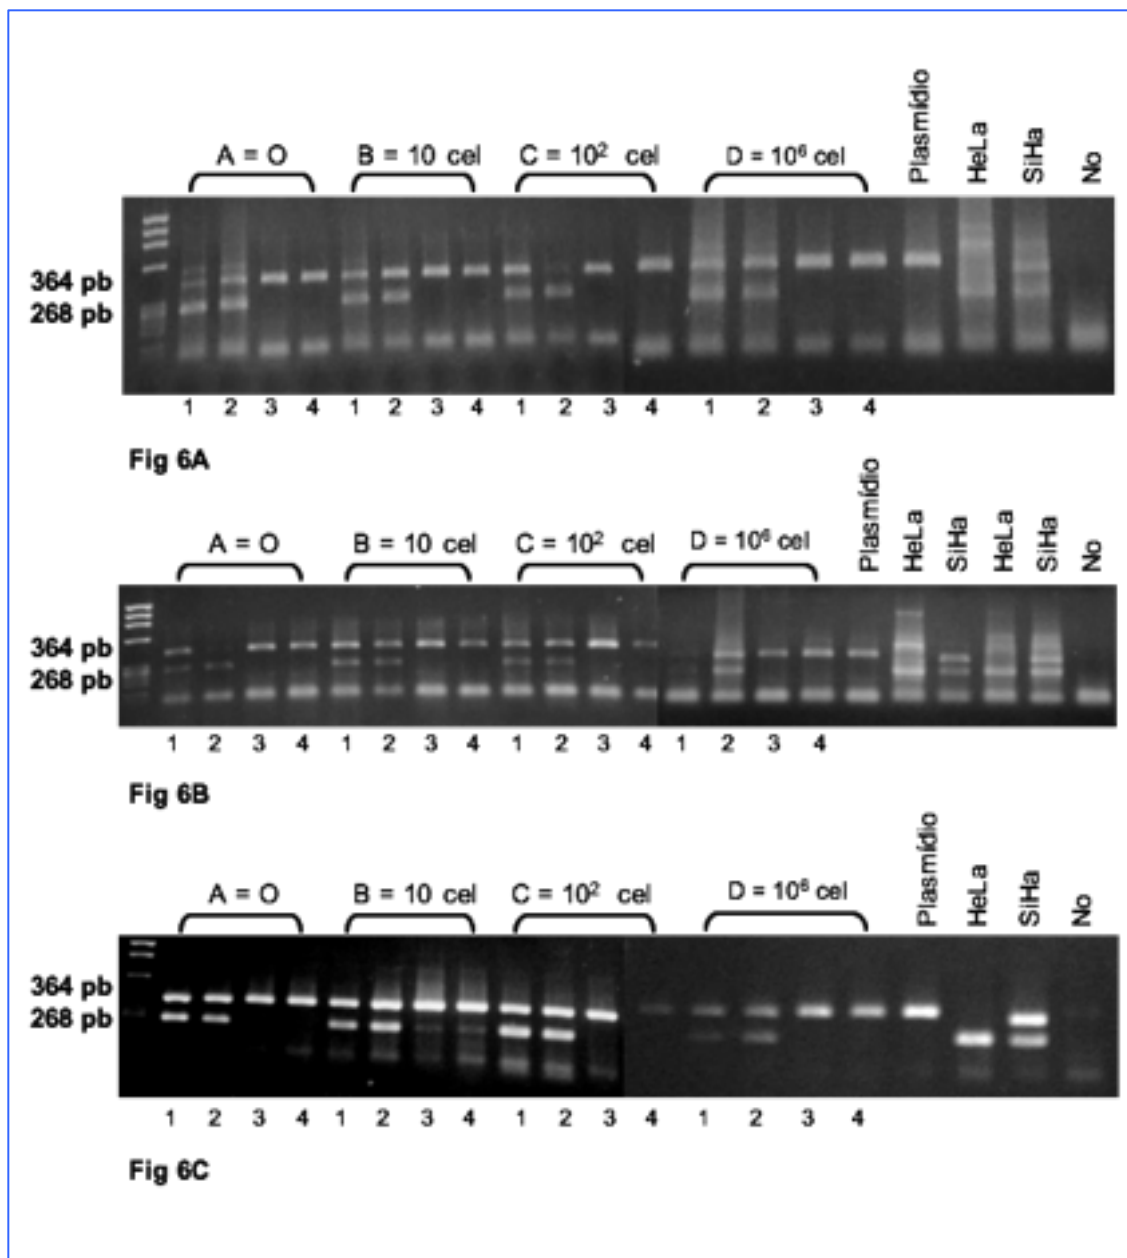 Plasmídio HeLa SiHa No
A = O B = 10 cel C = 10² cel D = 10⁶ cel
364 pb
268 pb
1 2 3 4 1 2 3 4 1 2 3 4 1 2 3 4
Fig 6A
Plasmídio HeLa SiHa HeLa SiHa No
A = O B = 10 cel C = 10² cel D = 10⁶ cel
364 pb
268 pb
1 2 3 4 1 2 3 4 1 2 3 4 1 2 3 4
Fig 6B
Plasmídio HeLa SiHa No
A = O B = 10 cel C = 10² cel D = 10⁶ cel
364 pb
268 pb
1 2 3 4 1 2 3 4 1 2 3 4 1 2 3 4
Fig 6C